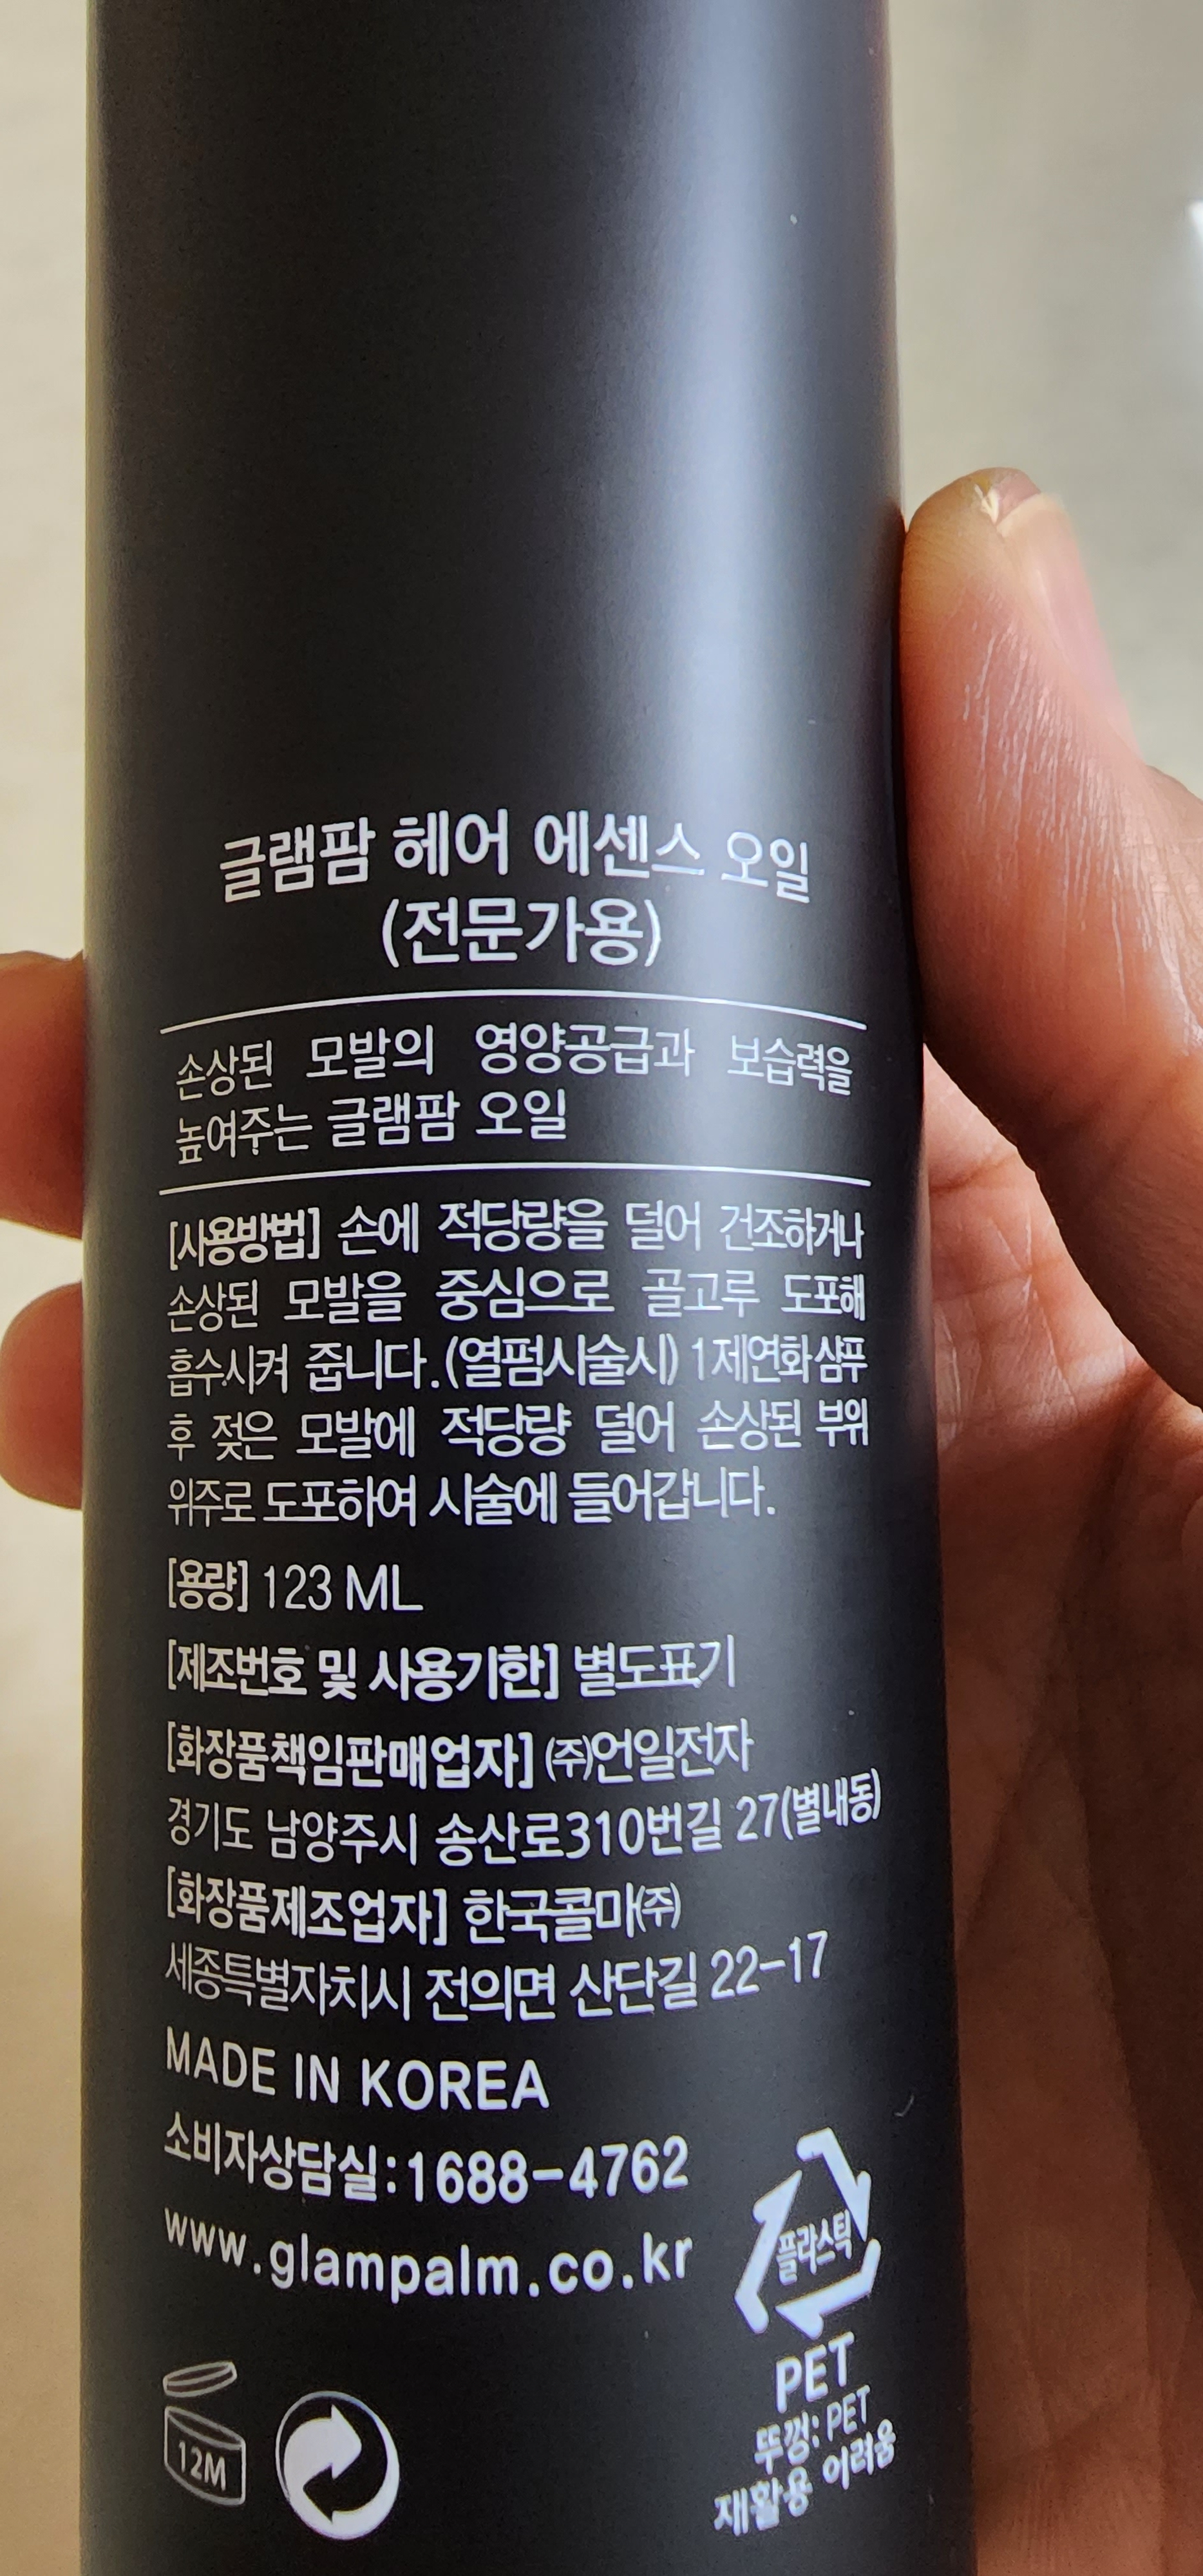 글램팜 헤어 에센스 오일
(전문가용)
손상된 모발의 영양공급과 보습력을
높여주는 글램팜 오일
[사용방법] 손에 적당량을 덜어 건조하거나
손상된 모발을 중심으로 골고루 도포해
흡수시켜 줍니다.(열펌시술시) 1제연화 샴푸
후 젖은 모발에 적당량 덜어 손상된 부위
위주로 도포하여 시술에 들어갑니다.
[용량] 123 ML
[제조번호 및 사용기한] 별도표기
[화장품책임판매업자] ㈜언일전자
경기도 남양주시 송산로310번길 27(별내동)
[화장품제조업자] 한국콜마㈜
세종특별자치시 전의면 산단길 22-17
MADE IN KOREA
소비자상담실:1688-4762
www.glampalm.co.kr
플라스틱
PET
뚜껑: PET
재활용 어려움
12M